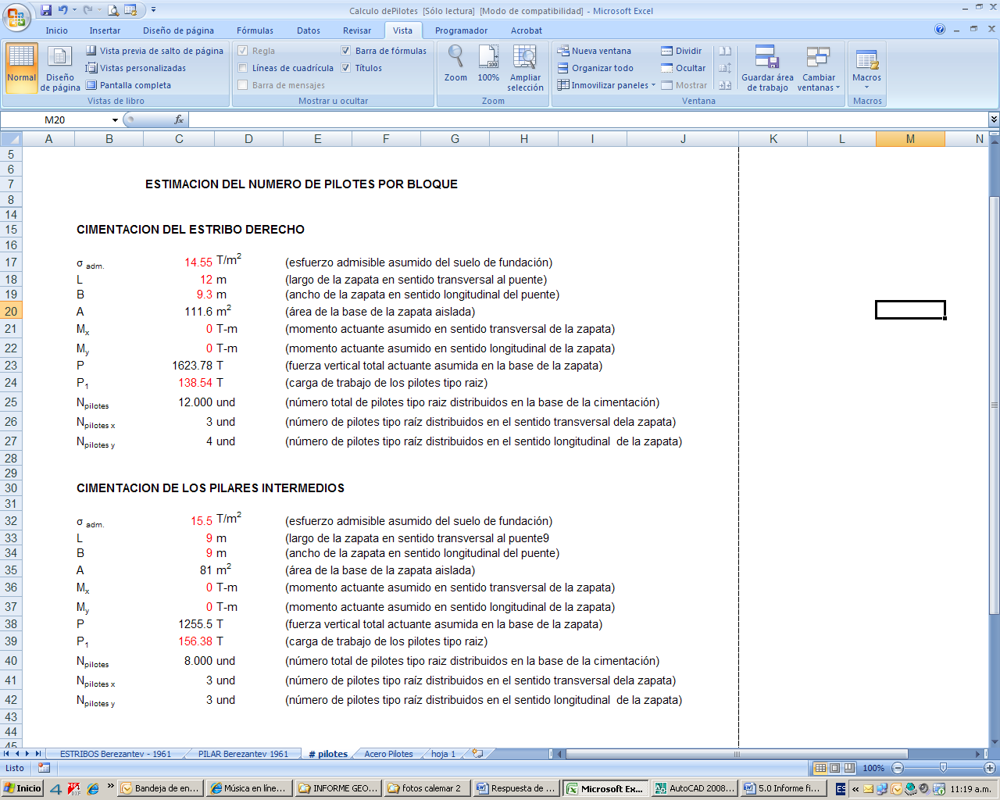 Calculo dePilotes [Sólo lectura] [Modo de compatibilidad] - Microsoft Excel
Inicio Insertar Diseño de página Fórmulas Datos Revisar Vista Programador Acrobat
Normal
Diseño de página
Vista previa de salto de página
Vistas personalizadas
Pantalla completa
Vistas de libro
Regla
Líneas de cuadrícula
Barra de mensajes
Barra de fórmulas
Títulos
Mostrar u ocultar
Zoom
100%
Ampliar selección
Zoom
Nueva ventana
Organizar todo
Inmovilizar paneles
Dividir
Ocultar
Mostrar
Guardar área de trabajo
Cambiar ventanas
Ventana
Macros
Macros
M20 fx
A B C D E F G H I J K L M N
5
6
7 ESTIMACION DEL NUMERO DE PILOTES POR BLOQUE
8
14
15 CIMENTACION DEL ESTRIBO DERECHO
16
17 σ adm. 14.55 T/m2 (esfuerzo admisible asumido del suelo de fundación)
18 L 12 m (largo de la zapata en sentido transversal al puente)
19 B 9.3 m (ancho de la zapata en sentido longitudinal del puente)
20 A 111.6 m2 (área de la base de la zapata aislada)
21 Mx 0 T-m (momento actuante asumido en sentido transversal de la zapata)
22 My 0 T-m (momento actuante asumido en sentido longitudinal de la zapata)
23 P 1623.78 T (fuerza vertical total actuante asumida en la base de la zapata)
24 P1 138.54 T (carga de trabajo de los pilotes tipo raiz)
25 Npilotes 12.000 und (número total de pilotes tipo raiz distribuidos en la base de la cimentación)
26 Npilotes x 3 und (número de pilotes tipo raíz distribuidos en el sentido transversal dela zapata)
27 Npilotes y 4 und (número de pilotes tipo raíz distribuidos en el sentido longitudinal  de la zapata)
28
29
30 CIMENTACION DE LOS PILARES INTERMEDIOS
31
32 σ adm. 15.5 T/m2 (esfuerzo admisible asumido del suelo de fundación)
33 L 9 m (largo de la zapata en sentido transversal al puente9
34 B 9 m (ancho de la zapata en sentido longitudinal del puente)
35 A 81 m2 (área de la base de la zapata aislada)
36 Mx 0 T-m (momento actuante asumido en sentido transversal de la zapata)
37 My 0 T-m (momento actuante asumido en sentido longitudinal de la zapata)
38 P 1255.5 T (fuerza vertical total actuante asumida en la base de la zapata)
39 P1 156.38 T (carga de trabajo de los pilotes tipo raiz)
40 Npilotes 8.000 und (número total de pilotes tipo raiz distribuidos en la base de la cimentación)
41 Npilotes x 3 und (número de pilotes tipo raíz distribuidos en el sentido transversal dela zapata)
42 Npilotes y 3 und (número de pilotes tipo raíz distribuidos en el sentido longitudinal  de la zapata)
43
44
45
ESTRIBOS Berezantev - 1961 PILAR Berezantev 1961 # pilotes Acero Pilotes hoja 1
Listo 100%
Inicio » Bandeja de en... Música en líne... INFORME GEO... fotos calemar 2 Respuesta de ... Microsoft Ex... AutoCAD 2008... 5.0 Informe fi... ES « 11:19 a.m.